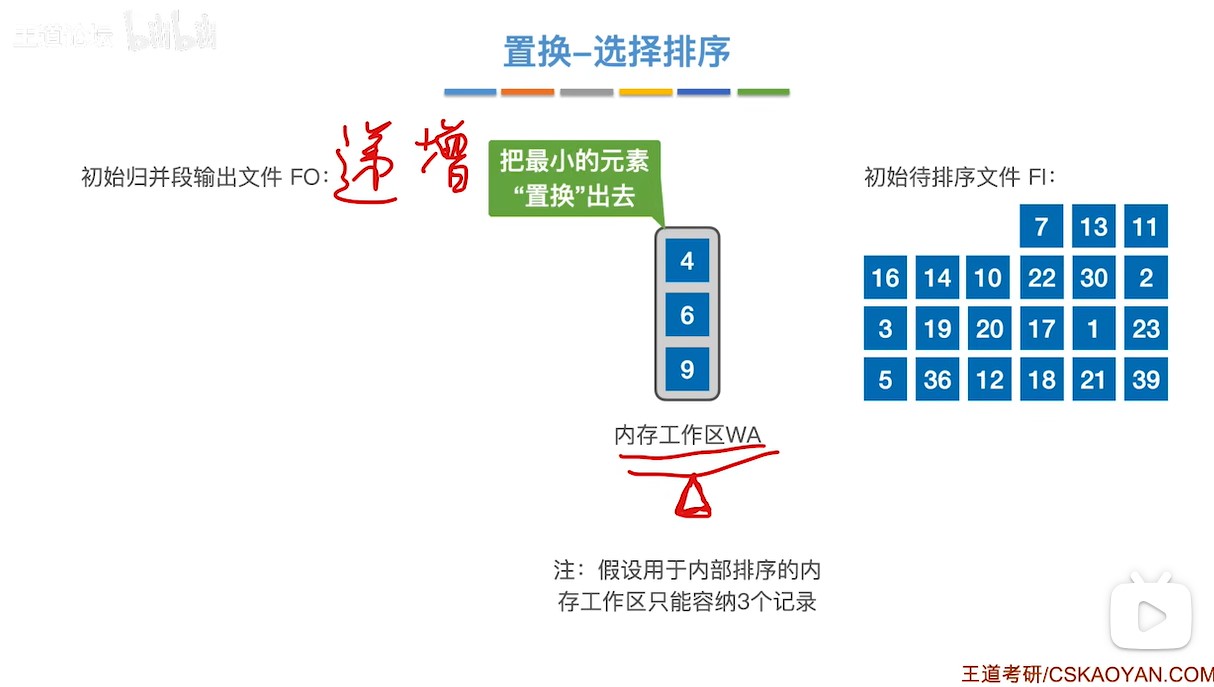 王道论坛 bilibili
置换–选择排序
初始归并段输出文件 FO：
递增
把最小的元素
“置换”出去
初始待排序文件 FI：
7 13 11
16 14 10 22 30 2
3 19 20 17 1 23
5 36 12 18 21 39
4
6
9
内存工作区WA
注：假设用于内部排序的内
存工作区只能容纳3个记录
王道考研/CSKAOYAN.COM